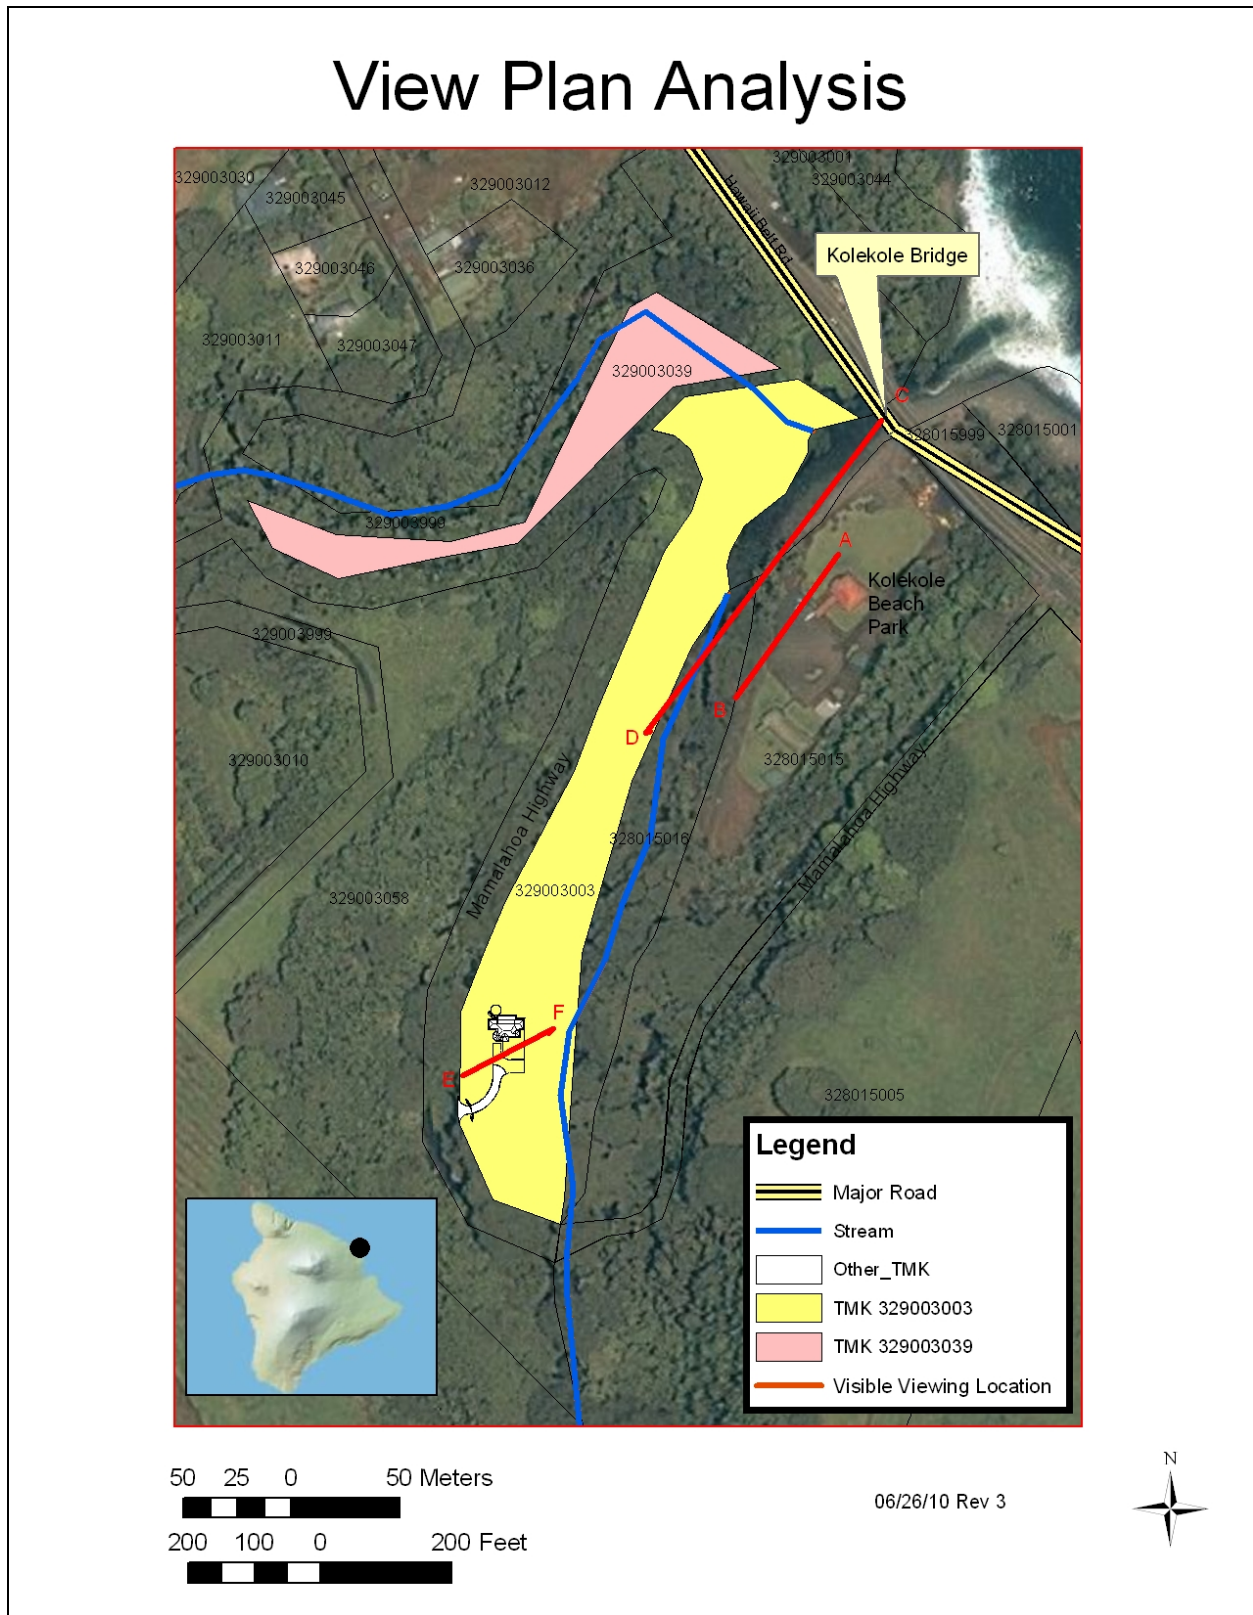 View Plan Analysis
329003030
329003045
329003012
329003001
329003044
Hawaii Belt Rd
Kolekole Bridge
329003046
329003036
329003011
329003047
329003039
C
328015999
328015001
329003999
A
Kolekole
Beach
Park
329003999
B
D
329003010
328015015
Mamalahoa Highway
Mamalahoa Highway
328015016
329003003
329003058
F
E
328015005
Legend
Major Road
Stream
Other_TMK
TMK 329003003
TMK 329003039
Visible Viewing Location
50 25 0 50 Meters
200 100 0 200 Feet
06/26/10 Rev 3
N